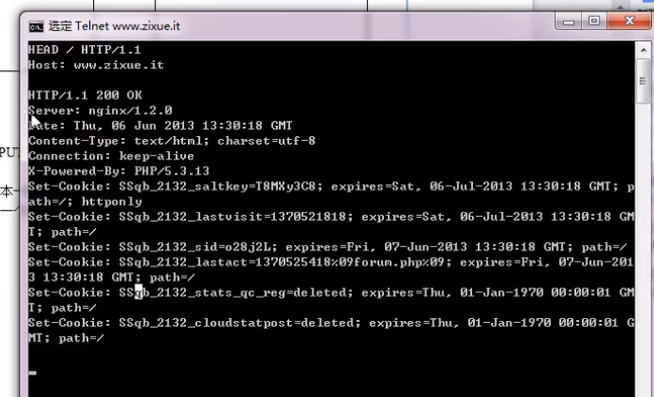 选定 Telnet www.zixue.it
HEAD / HTTP/1.1
Host: www.zixue.it
HTTP/1.1 200 OK
Server: nginx/1.2.0
Date: Thu, 06 Jun 2013 13:30:18 GMT
Content-Type: text/html; charset=utf-8
Connection: keep-alive
X-Powered-By: PHP/5.3.13
Set-Cookie: SSqb_2132_saltkey=T8MXy3C8; expires=Sat, 06-Jul-2013 13:30:18 GMT; p
ath=/; httponly
Set-Cookie: SSqb_2132_lastvisit=1370521818; expires=Sat, 06-Jul-2013 13:30:18 GM
T; path=/
Set-Cookie: SSqb_2132_sid=o28j2L; expires=Fri, 07-Jun-2013 13:30:18 GMT; path=/
Set-Cookie: SSqb_2132_lastact=1370525418%09forum.php%09; expires=Fri, 07-Jun-201
3 13:30:18 GMT; path=/
Set-Cookie: SSqb_2132_stats_qc_reg=deleted; expires=Thu, 01-Jan-1970 00:00:01 GM
T; path=/
Set-Cookie: SSqb_2132_cloudstatpost=deleted; expires=Thu, 01-Jan-1970 00:00:01 G
MT; path=/
PU
本
一